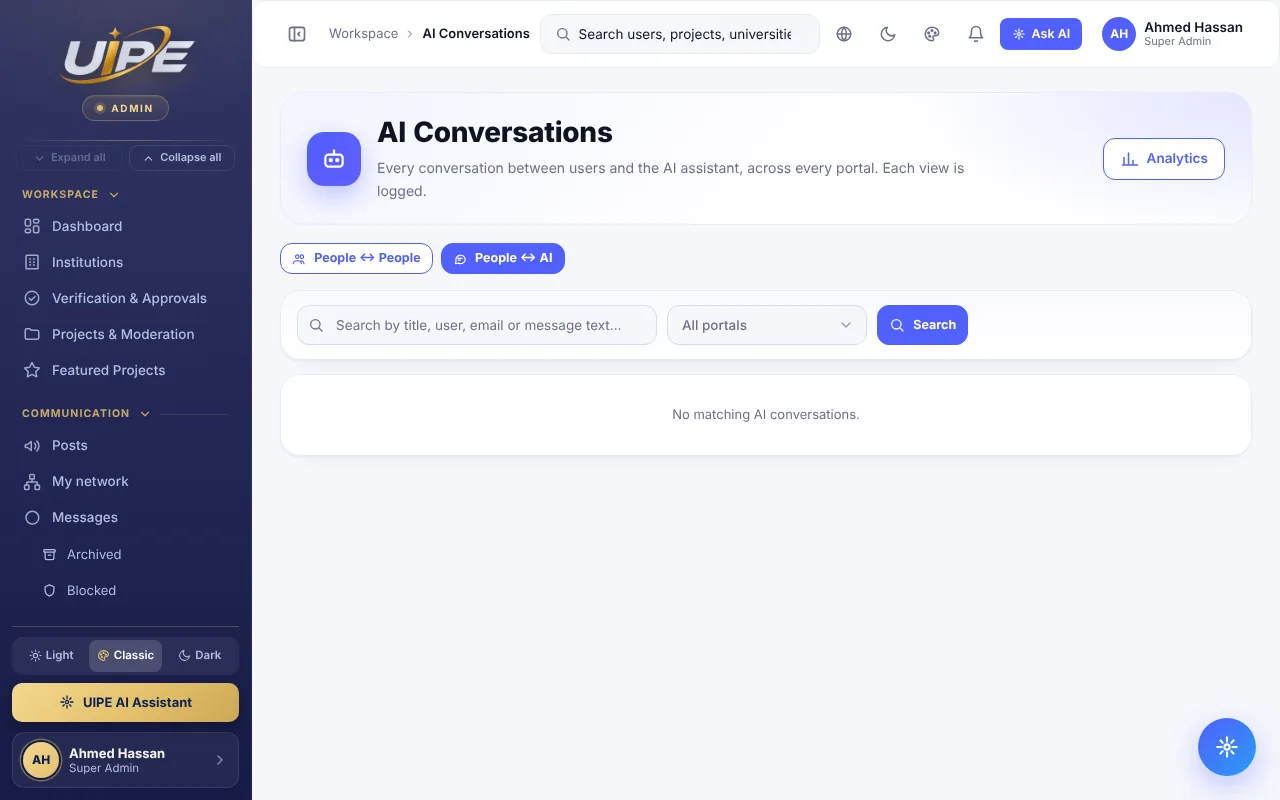 UIPE
ADMIN
Expand all
Collapse all
WORKSPACE
Dashboard
Institutions
Verification & Approvals
Projects & Moderation
Featured Projects
COMMUNICATION
Posts
My network
Messages
Archived
Blocked
Light
Classic
Dark
UIPE AI Assistant
AH
Ahmed Hassan
Super Admin
Workspace › AI Conversations
Search users, projects, universitie
Ask AI
AH
Ahmed Hassan
Super Admin
AI Conversations
Every conversation between users and the AI assistant, across every portal. Each view is
logged.
Analytics
People ↔ People
People ↔ AI
Search by title, user, email or message text...
All portals
Search
No matching AI conversations.